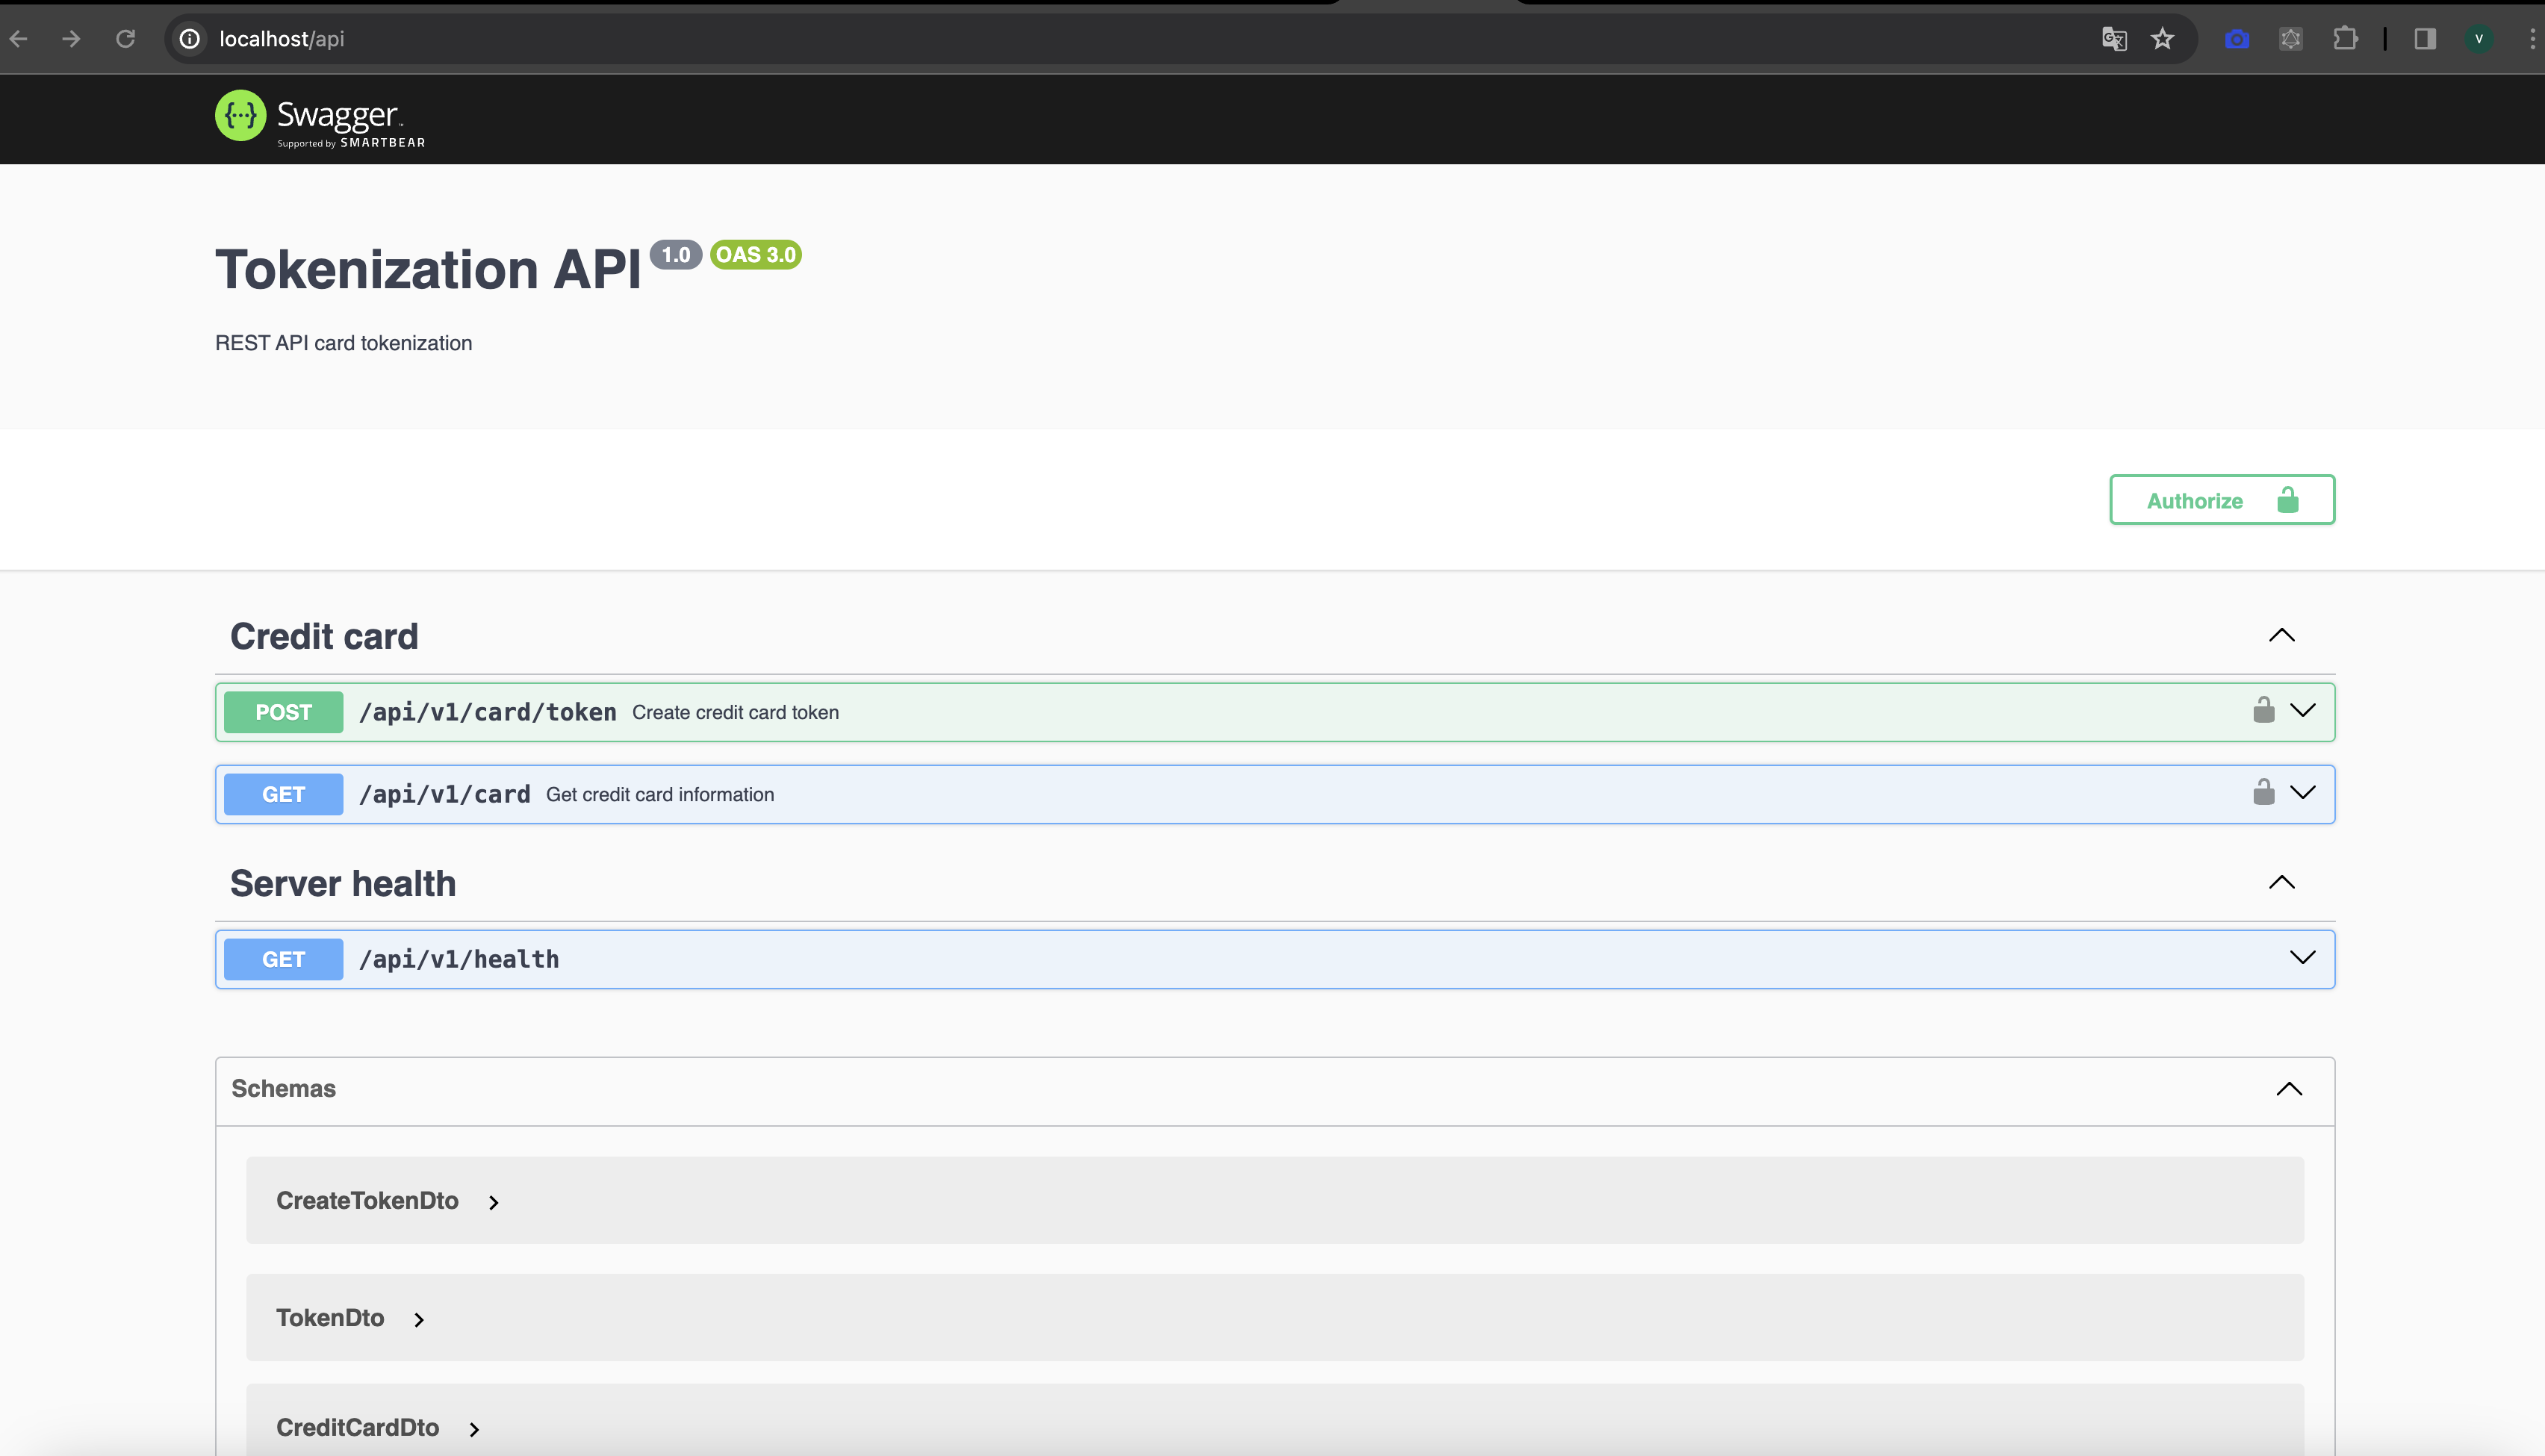 localhost/api
V
{···} Swagger™
Supported by SMARTBEAR
Tokenization API 1.0 OAS 3.0
REST API card tokenization
Authorize
Credit card
POST /api/v1/card/token Create credit card token
GET /api/v1/card Get credit card information
Server health
GET /api/v1/health
Schemas
CreateTokenDto
TokenDto
CreditCardDto